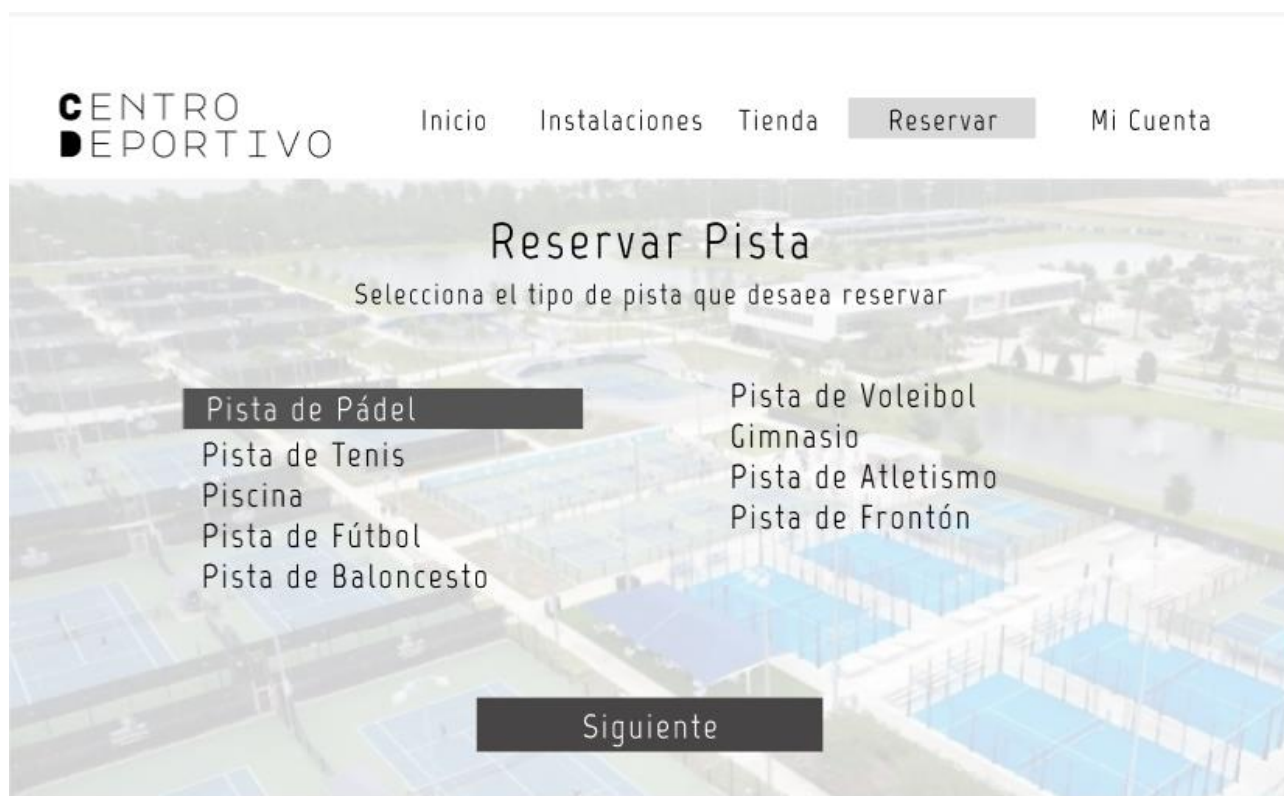 CENTRO
DEPORTIVO
Inicio Instalaciones Tienda Reservar Mi Cuenta
Reservar Pista
Selecciona el tipo de pista que desaea reservar
Pista de Pádel
Pista de Tenis
Piscina
Pista de Fútbol
Pista de Baloncesto
Pista de Voleibol
Gimnasio
Pista de Atletismo
Pista de Frontón
Siguiente